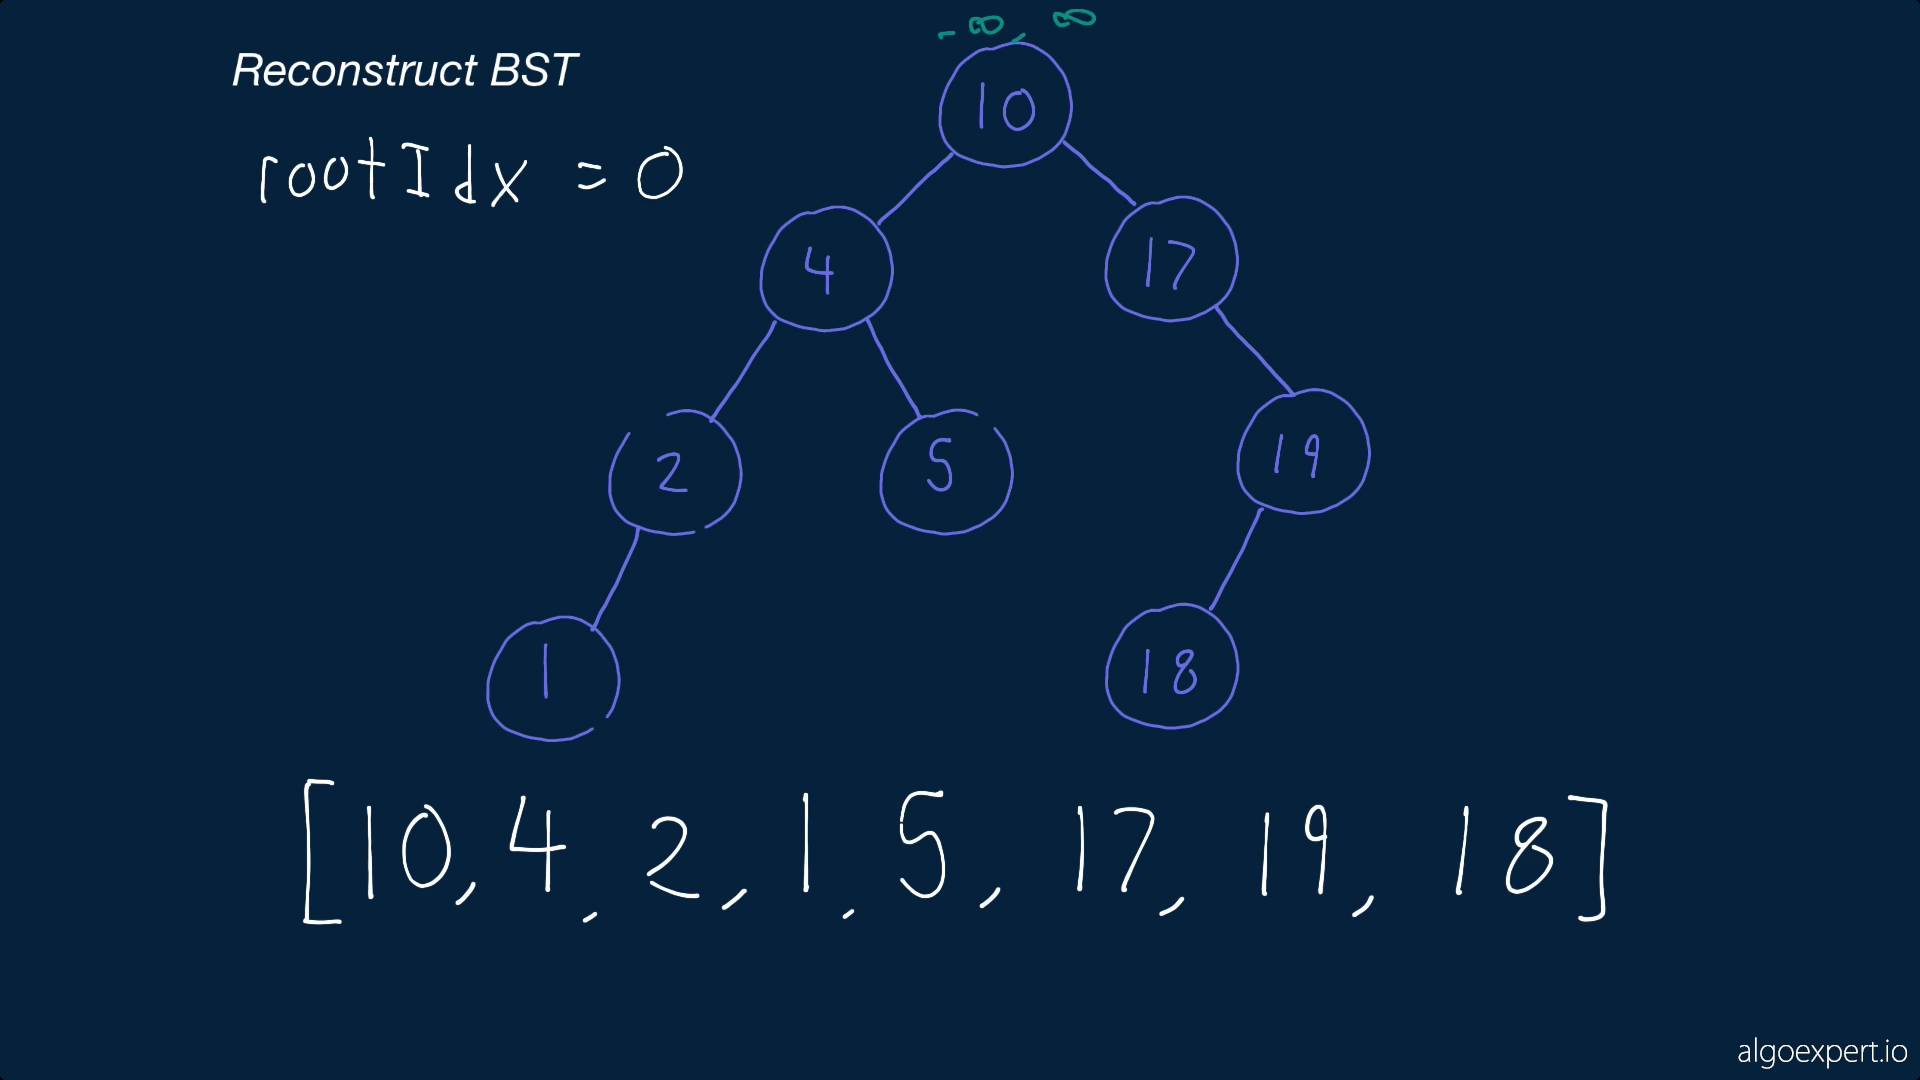 -∞, ∞
Reconstruct BST
rootIdx = 0
10
4
17
2
5
19
1
18
[10, 4, 2, 1, 5, 17, 19, 18]
algoexpert.io